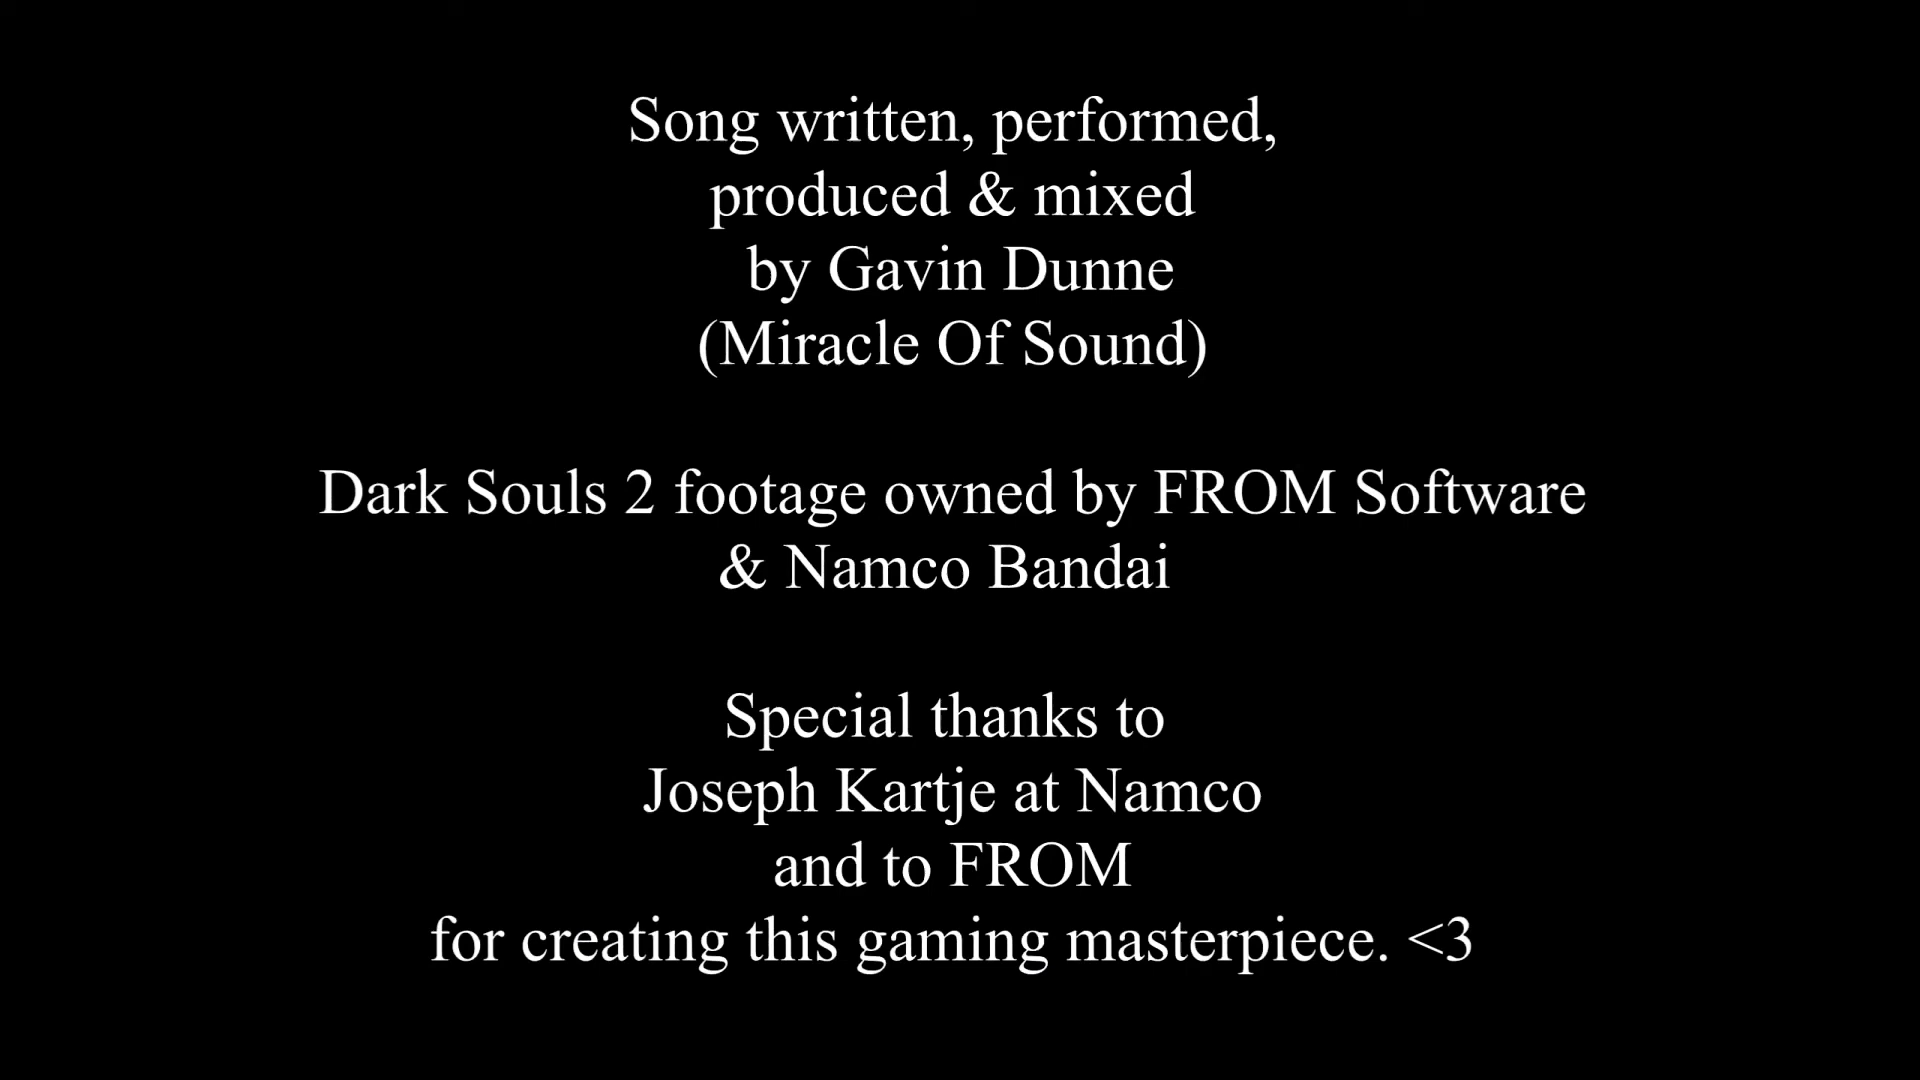 Song written, performed,
produced & mixed
by Gavin Dunne
(Miracle Of Sound)
Dark Souls 2 footage owned by FROM Software
& Namco Bandai
Special thanks to
Joseph Kartje at Namco
and to FROM
for creating this gaming masterpiece. <3